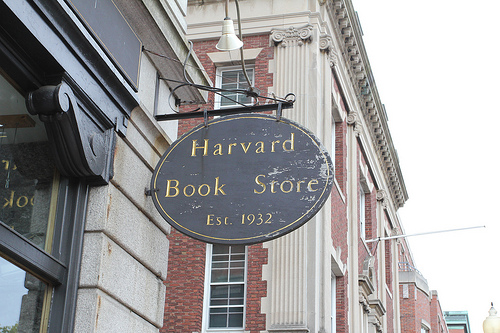 Harvard
Book Store
Est. 1932